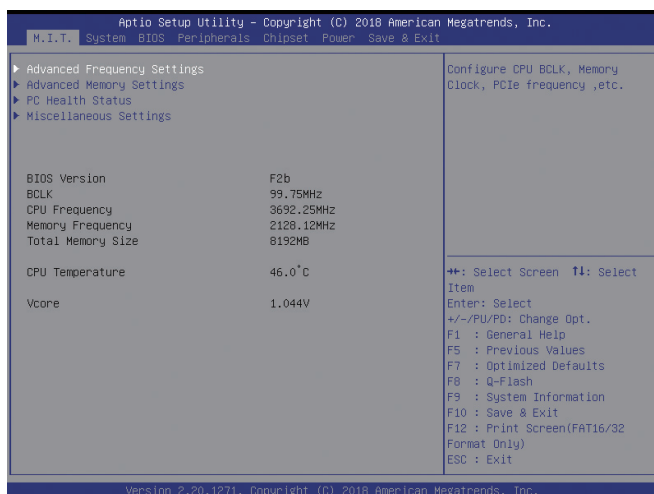 Aptio Setup Utility – Copyright (C) 2018 American Megatrends, Inc.
M.I.T. System BIOS Peripherals Chipset Power Save & Exit
Advanced Frequency Settings
Advanced Memory Settings
PC Health Status
Miscellaneous Settings
BIOS Version F2b
BCLK 99.75MHz
CPU Frequency 3692.25MHz
Memory Frequency 2128.12MHz
Total Memory Size 8192MB
CPU Temperature 46.0°C
Vcore 1.044V
Configure CPU BCLK, Memory
Clock, PCIe frequency ,etc.
→←: Select Screen ↑↓: Select
Item
Enter: Select
+/-/PU/PD: Change Opt.
F1 : General Help
F5 : Previous Values
F7 : Optimized Defaults
F8 : Q-Flash
F9 : System Information
F10 : Save & Exit
F12 : Print Screen(FAT16/32
Format Only)
ESC : Exit
Version 2.20.1271. Copyright (C) 2018 American Megatrends, Inc.